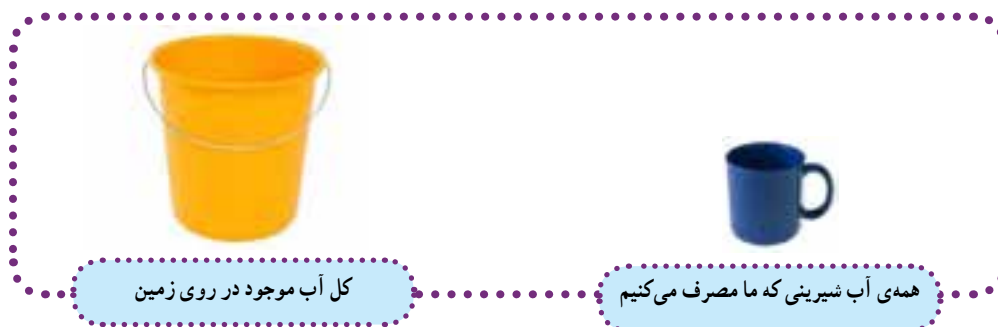 همه‌ی آب شیرینی که ما مصرف می‌کنیم
کل آب موجود در روی زمین